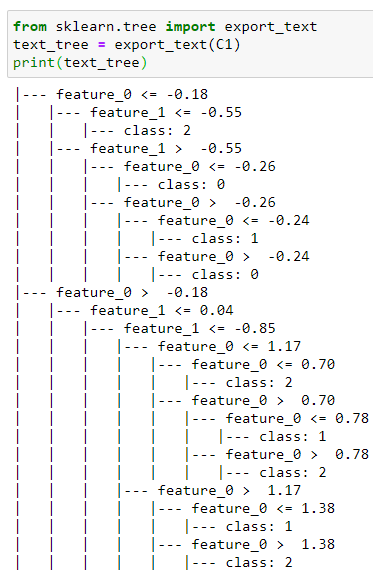 from sklearn.tree import export_text
text_tree = export_text(C1)
print(text_tree)
|--- feature_0 <= -0.18
|   |--- feature_1 <= -0.55
|   |   |--- class: 2
|   |--- feature_1 >  -0.55
|   |   |--- feature_0 <= -0.26
|   |   |   |--- class: 0
|   |   |--- feature_0 >  -0.26
|   |   |   |--- feature_0 <= -0.24
|   |   |   |   |--- class: 1
|   |   |   |--- feature_0 >  -0.24
|   |   |   |   |--- class: 0
|--- feature_0 >  -0.18
|   |--- feature_1 <= 0.04
|   |   |--- feature_1 <= -0.85
|   |   |   |--- feature_0 <= 1.17
|   |   |   |   |--- feature_0 <= 0.70
|   |   |   |   |   |--- class: 2
|   |   |   |   |--- feature_0 >  0.70
|   |   |   |   |   |--- feature_0 <= 0.78
|   |   |   |   |   |   |--- class: 1
|   |   |   |   |   |--- feature_0 >  0.78
|   |   |   |   |   |   |--- class: 2
|   |   |   |--- feature_0 >  1.17
|   |   |   |   |--- feature_0 <= 1.38
|   |   |   |   |   |--- class: 1
|   |   |   |   |--- feature_0 >  1.38
|   |   |   |   |   |--- class: 2